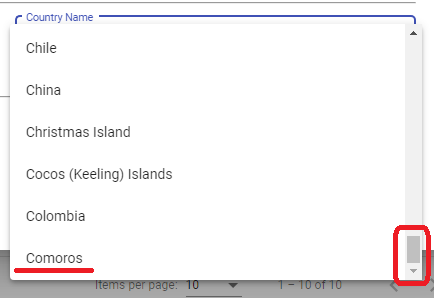 Country Name
Chile
China
Christmas Island
Cocos (Keeling) Islands
Colombia
Comoros
Items per page: 10 1 – 10 of 10